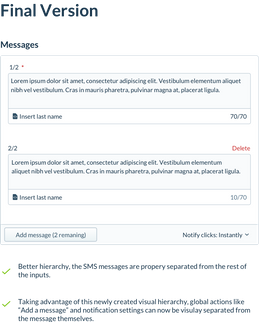 Final Version
Messages
1/2 *
Lorem ipsum dolor sit amet, consectetur adipiscing elit. Vestibulum elementum aliquet
nibh vel vestibulum. Cras in mauris pharetra, pulvinar magna at, placerat ligula.
Insert last name 70/70
2/2 Delete
Lorem ipsum dolor sit amet, consectetur adipiscing elit. Vestibulum elementum
aliquet nibh vel vestibulum. Cras in mauris pharetra, pulvinar magna at, placerat ligula.
Insert last name 10/70
Add message (2 remaning) Notify clicks: Instantly
Better hierarchy, the SMS messages are propery separated from the rest of
the inputs.
Taking advantage of this newly created visual hierarchy, global actions like
"Add a message" and notification settings can now be visulay separated from
the message themselves.